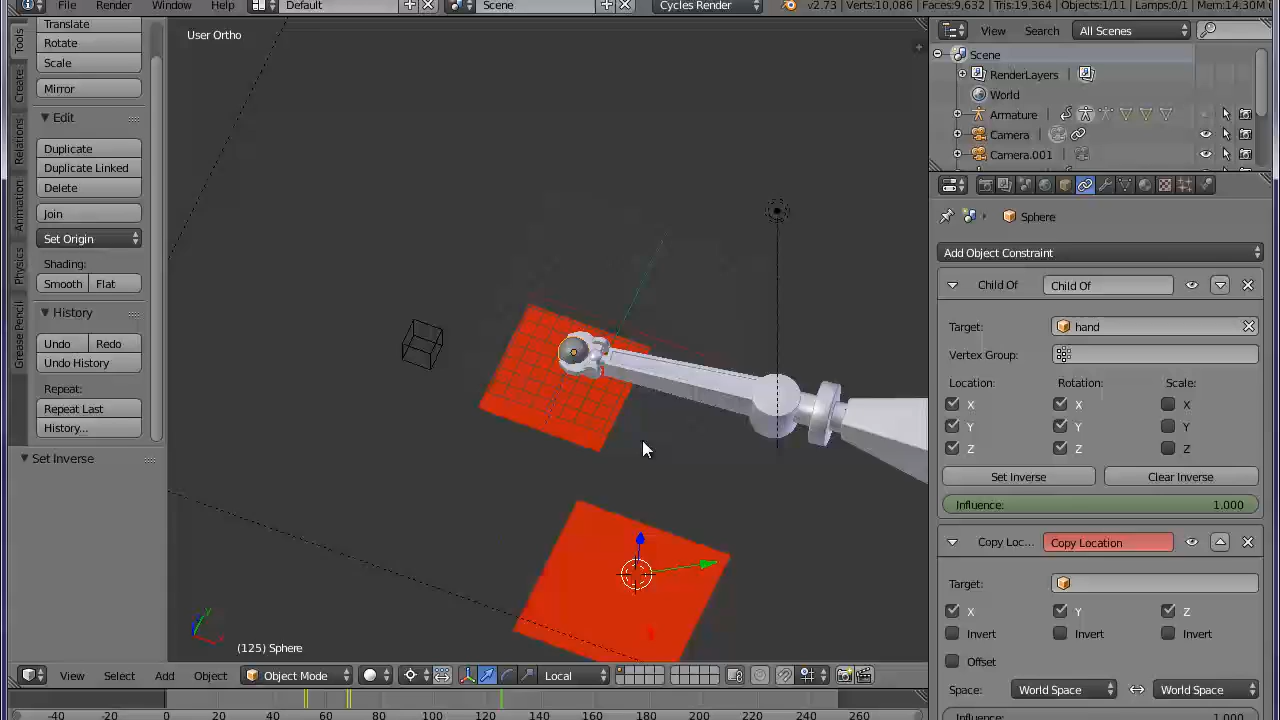 File Render Window Help Default Scene Cycles Render v2.73 | Verts:10,086 | Faces:9,632 | Tris:19,364 | Objects:1/11 | Lamps:0/1 | Mem:14.30M
Tools
Create
Relations
Animation
Physics
Grease Pencil
Translate
Rotate
Scale
Mirror
Edit
Duplicate
Duplicate Linked
Delete
Join
Set Origin
Shading:
Smooth Flat
History
Undo Redo
Undo History
Repeat:
Repeat Last
History...
Set Inverse
User Ortho
(125) Sphere
View Select Add Object Object Mode Local
-40 -20 0 20 40 60 80 100 120 140 160 180 200 220 240 260
View Search All Scenes
Scene
RenderLayers
World
Armature
Camera
Camera.001
Sphere
Add Object Constraint
Child Of Child Of
Target: hand
Vertex Group:
Location: Rotation: Scale:
X X X
Y Y Y
Z Z Z
Set Inverse Clear Inverse
Influence: 1.000
Copy Loc... Copy Location
Target:
X Y Z
Invert Invert Invert
Offset
Space: World Space World Space
Influence: 1.000